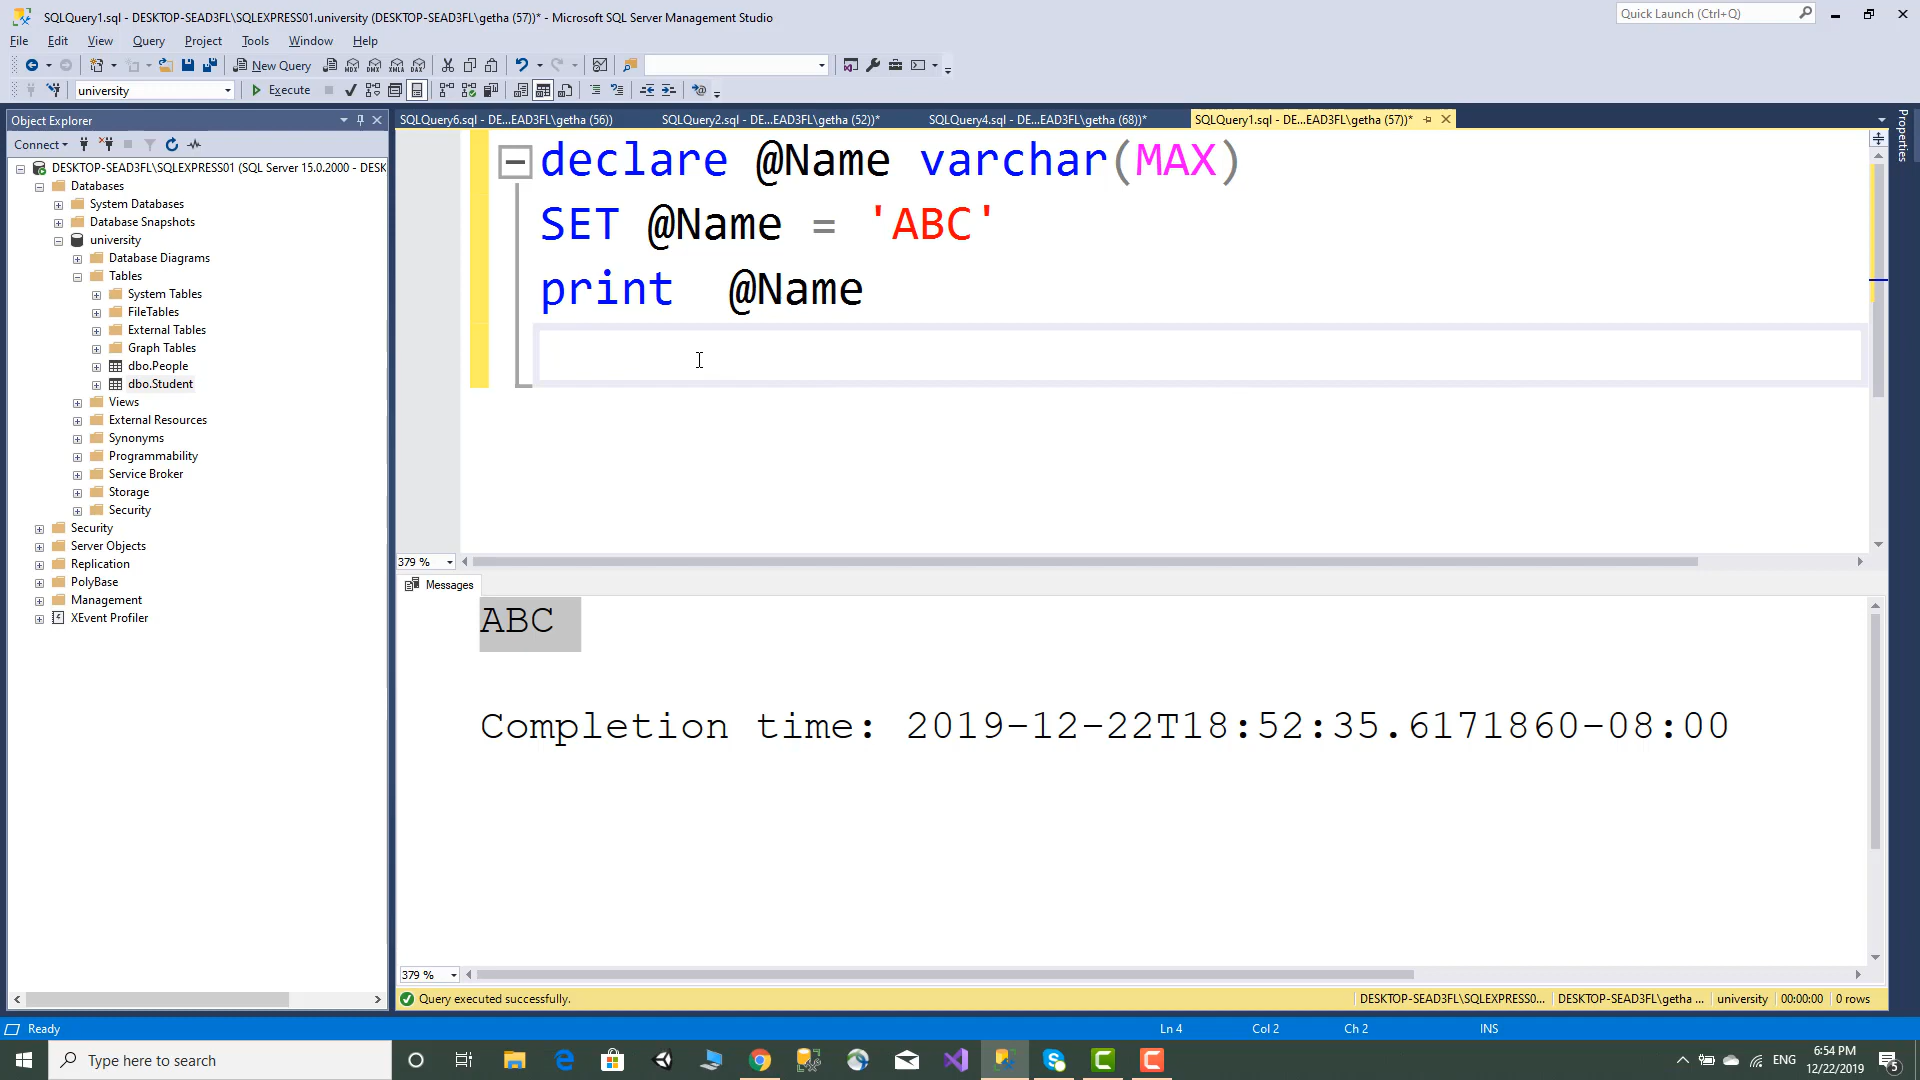 SQLQuery1.sql - DESKTOP-SEAD3FL\SQLEXPRESS01.university (DESKTOP-SEAD3FL\getha (57))* - Microsoft SQL Server Management Studio
Quick Launch (Ctrl+Q)
File Edit View Query Project Tools Window Help
New Query
MDX DMX XMLA DAX
university Execute
Object Explorer
Connect
DESKTOP-SEAD3FL\SQLEXPRESS01 (SQL Server 15.0.2000 - DESK
Databases
System Databases
Database Snapshots
university
Database Diagrams
Tables
System Tables
FileTables
External Tables
Graph Tables
dbo.People
dbo.Student
Views
External Resources
Synonyms
Programmability
Service Broker
Storage
Security
Security
Server Objects
Replication
PolyBase
Management
XEvent Profiler
SQLQuery6.sql - DE...EAD3FL\getha (56)) SQLQuery2.sql - DE...EAD3FL\getha (52))* SQLQuery4.sql - DE...EAD3FL\getha (68))* SQLQuery1.sql - DE...EAD3FL\getha (57))*
Properties
declare @Name varchar(MAX)
SET @Name = 'ABC'
print @Name
379 %
Messages
ABC
Completion time: 2019-12-22T18:52:35.6171860-08:00
379 %
Query executed successfully. DESKTOP-SEAD3FL\SQLEXPRESS0... DESKTOP-SEAD3FL\getha ... university 00:00:00 0 rows
Ready Ln 4 Col 2 Ch 2 INS
Type here to search
ENG
6:54 PM
12/22/2019
5